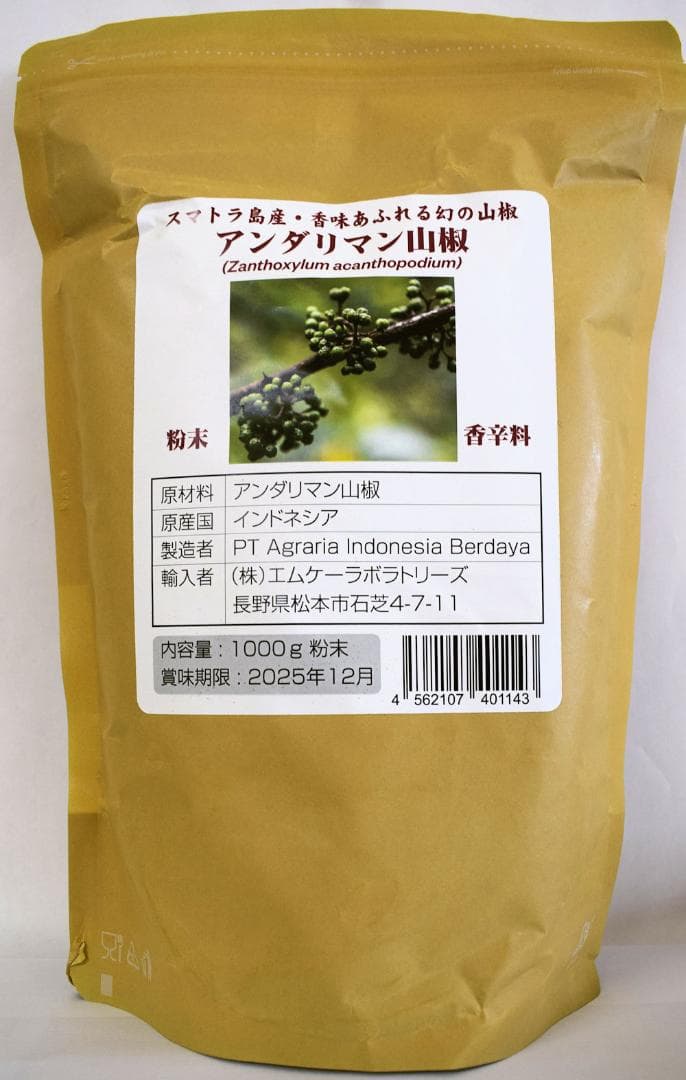 スマトラ島産・香味あふれる幻の山椒
アンダリマン山椒
(Zanthoxylum acanthopodium)
粉末
香辛料
原材料 アンダリマン山椒
原産国 インドネシア
製造者 PT Agraria Indonesia Berdaya
輸入者 (株)エムケーラボラトリーズ
長野県松本市石芝4-7-11
内容量 : 1000g 粉末
賞味期限 : 2025年12月
4 562107 401143